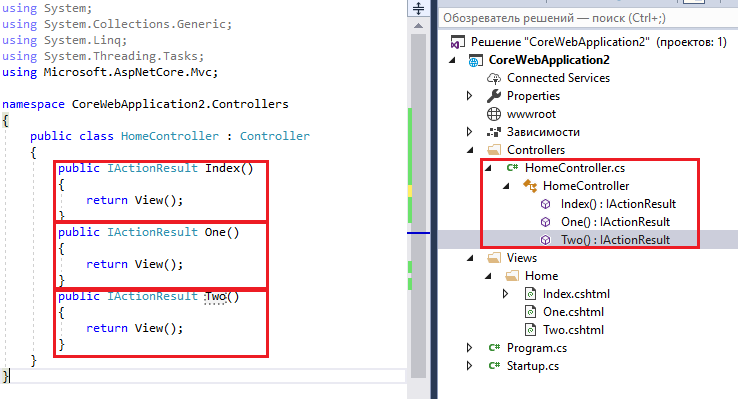 using System;
using System.Collections.Generic;
using System.Linq;
using System.Threading.Tasks;
using Microsoft.AspNetCore.Mvc;
namespace CoreWebApplication2.Controllers
{
public class HomeController : Controller
{
public IActionResult Index()
{
return View();
}
public IActionResult One()
{
return View();
}
public IActionResult Two()
{
return View();
}
}
}
Обозреватель решений — поиск (Ctrl+;)
Решение "CoreWebApplication2" (проектов: 1)
CoreWebApplication2
Connected Services
Properties
wwwroot
Зависимости
Controllers
C# HomeController.cs
HomeController
Index() : IActionResult
One() : IActionResult
Two() : IActionResult
Views
Home
Index.cshtml
One.cshtml
Two.cshtml
C# Program.cs
C# Startup.cs